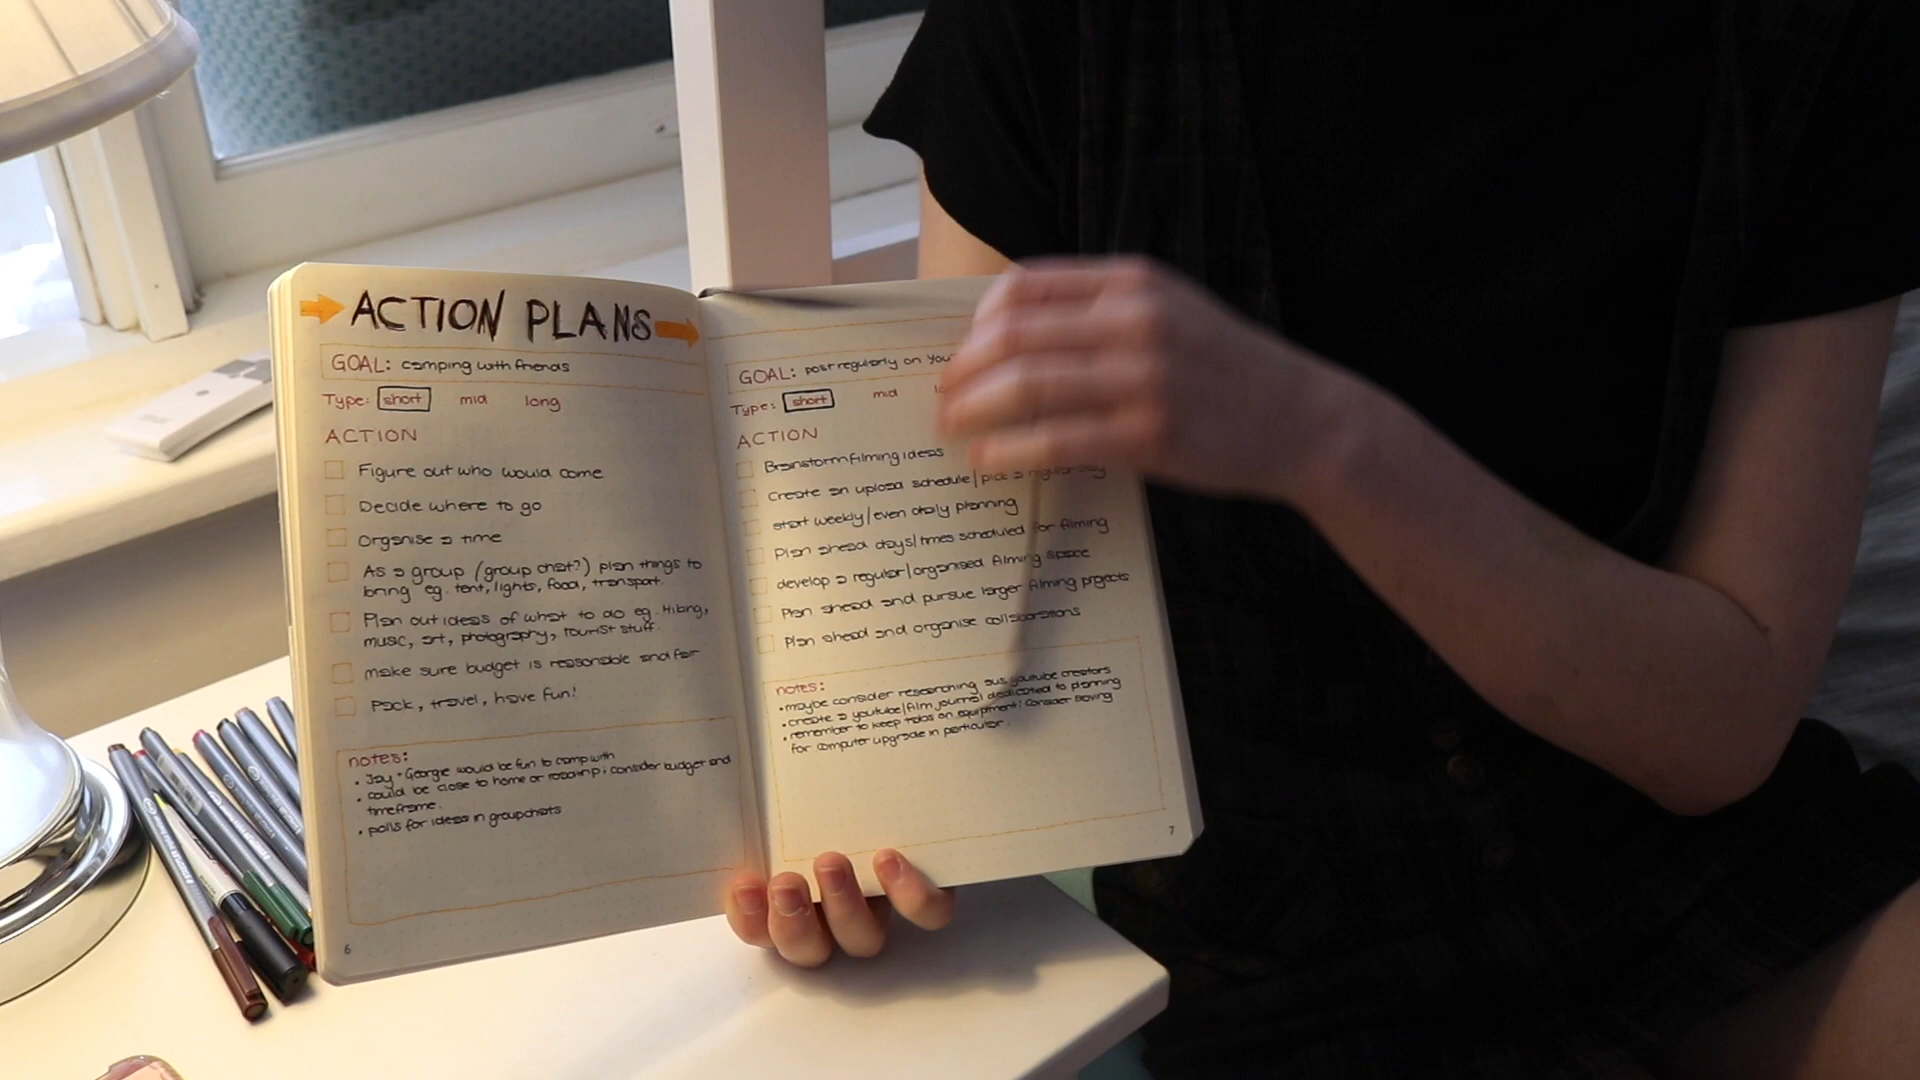 ACTION PLANS
GOAL: camping with friends
Type: short mid long
ACTION
Figure out who would come
Decide where to go
Organise a time
As a group (group chat?) plan things to
bring eg. tent, lights, food, transport.
Plan out ideas of what to do eg. Hiking,
music, art, photography, tourist stuff.
make sure budget is reasonable and fair
Pack, travel, have fun!
notes:
• Jay + Georgie would be fun to camp with
• could be close to home or roadtrip; consider budget and
timeframe.
• polls for ideas in groupchats
6
GOAL: post regularly on You
Type: short mid
ACTION
Brainstorm filming ideas
Create an upload schedule/pick a regular day
start weekly/even daily planning
Plan ahead days/times scheduled for filming
develop a regular/organised filming space
Plan ahead and pursue larger filming projects
Plan ahead and organise collaborations
notes:
• maybe consider researching aus youtube creators
• create a youtube/film journal dedicated to planning
• remember to keep tabs on equipment: consider saving
for computer upgrade in particular.
7